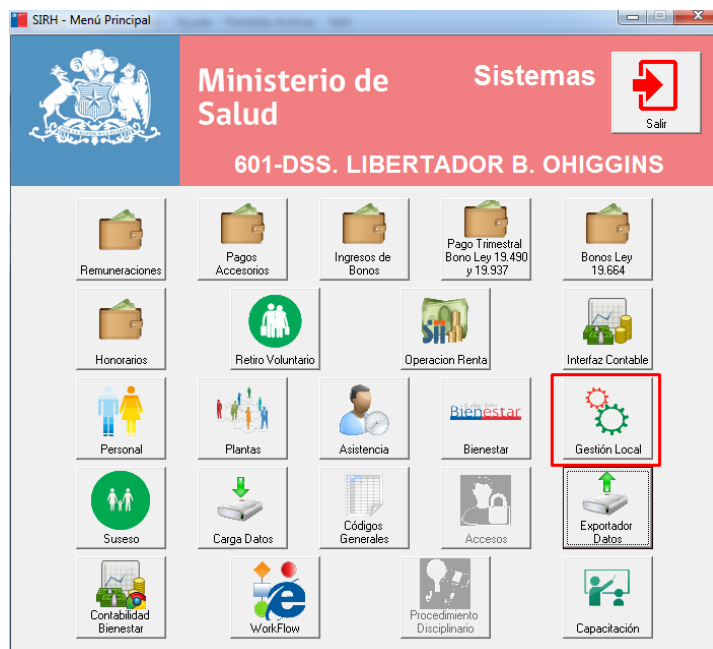 SIRH - Menú Principal
Ministerio de
Salud
Sistemas
Salir
601-DSS. LIBERTADOR B. OHIGGINS
Remuneraciones
Pagos
Accesorios
Ingresos de
Bonos
Pago Trimestral
Bono Ley 19.490
y 19.937
Bonos Ley
19.664
Honorarios
Retiro Voluntario
Sii
Operacion Renta
Interfaz Contable
Personal
Plantas
Asistencia
Bienestar
Bienestar
Gestión Local
Suseso
Carga Datos
Códigos
Generales
Accesos
Exportador
Datos
Contabilidad
Bienestar
WorkFlow
Procedimiento
Disciplinario
Capacitación